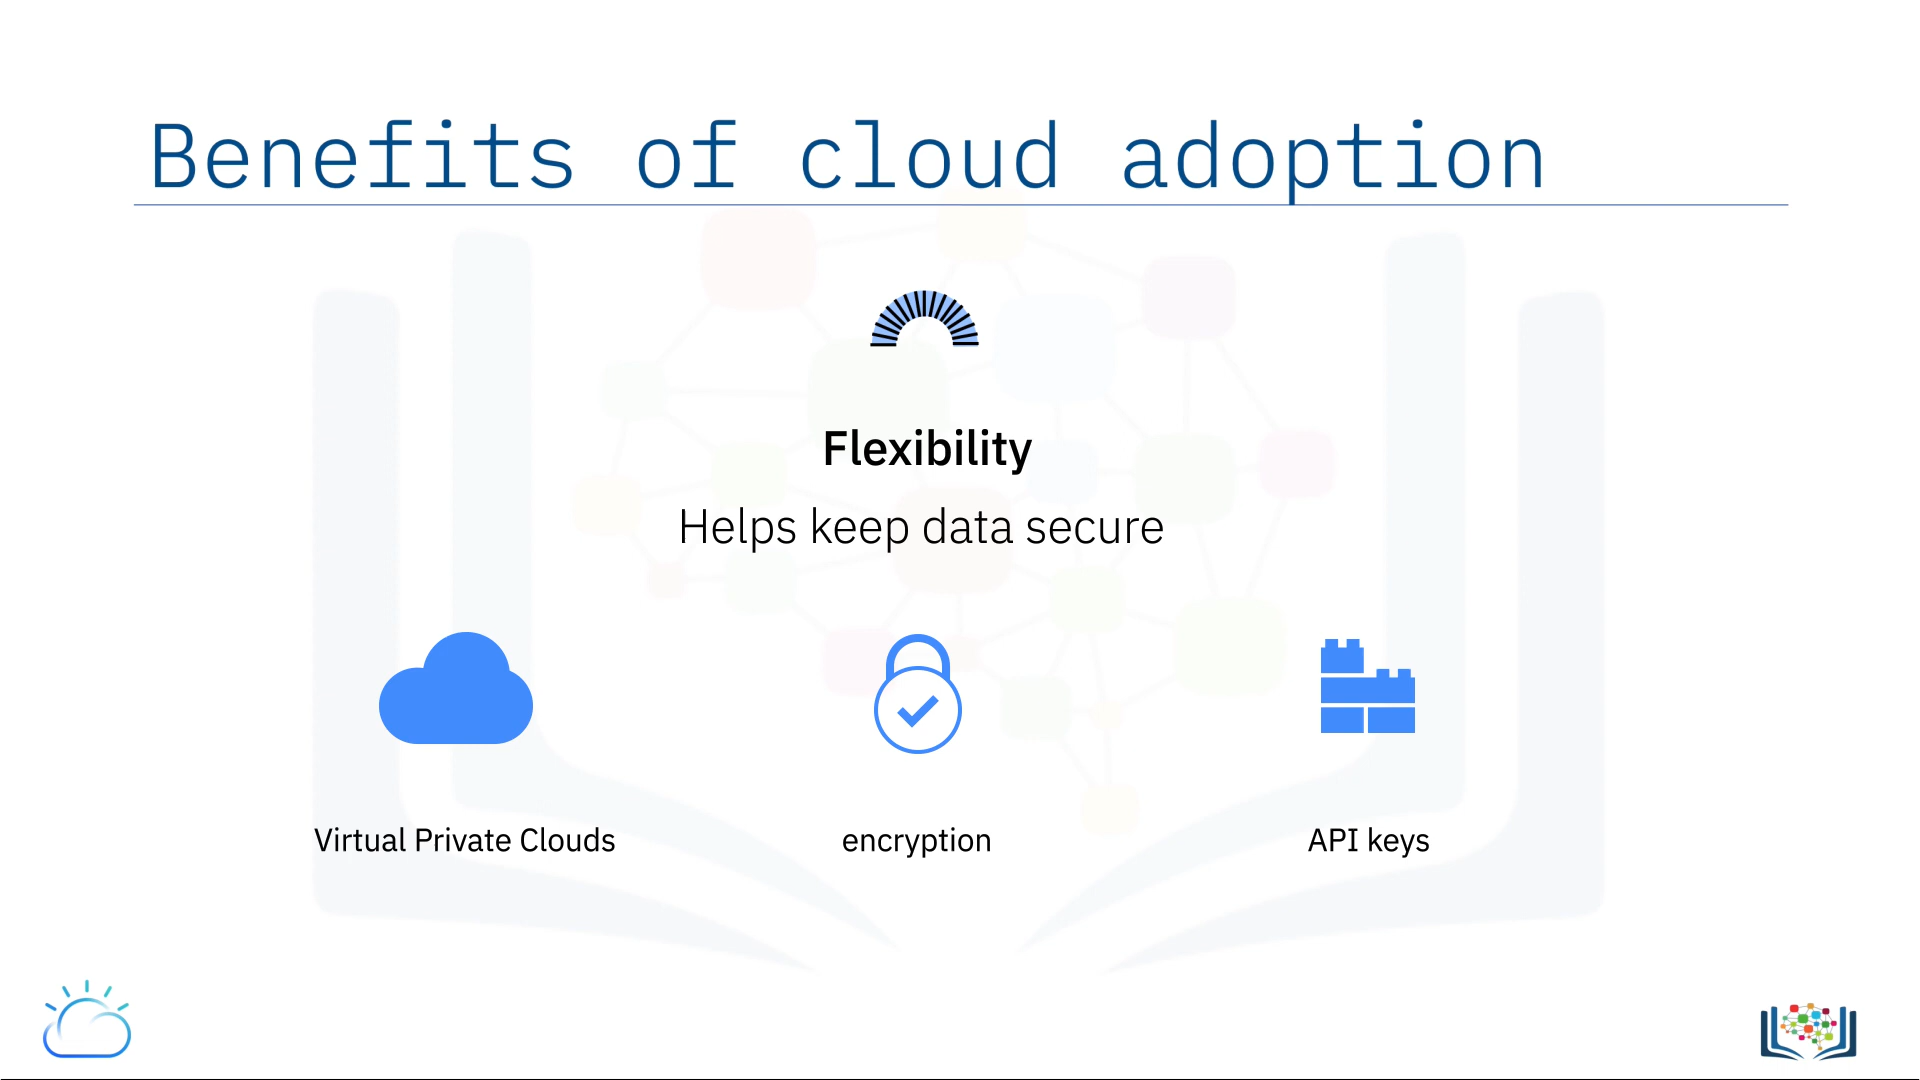 Benefits of cloud adoption
Flexibility
Helps keep data secure
Virtual Private Clouds
encryption
API keys